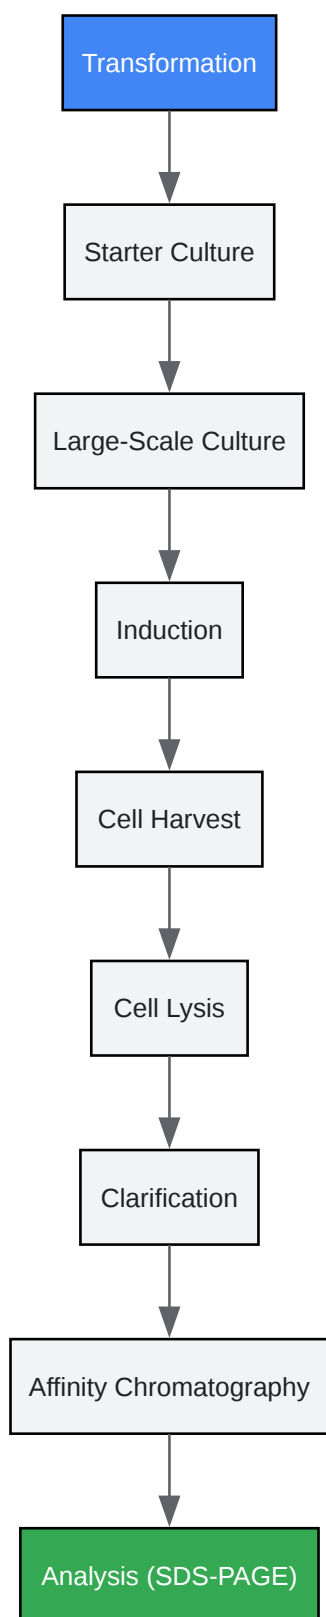 Transformation
Starter Culture
Large-Scale Culture
Induction
Cell Harvest
Cell Lysis
Clarification
Affinity Chromatography
Analysis (SDS-PAGE)